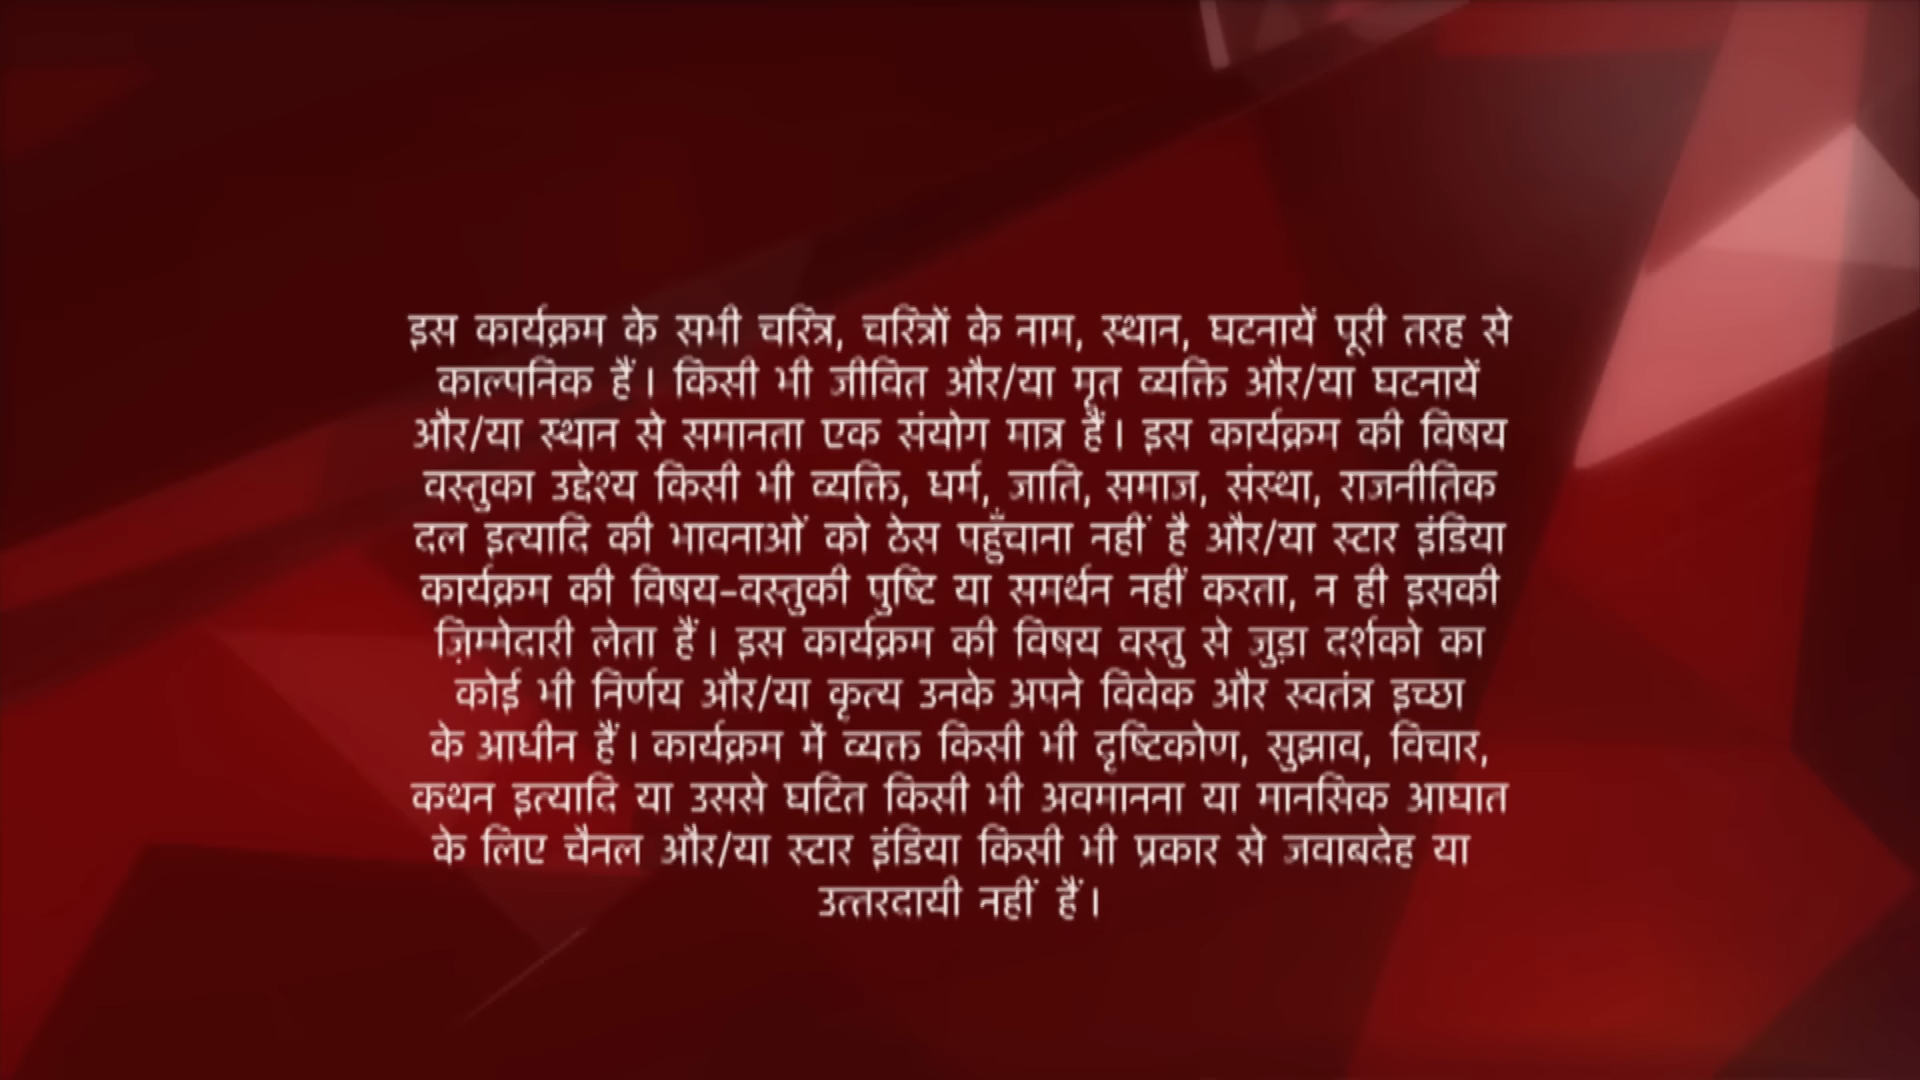 इस कार्यक्रम के सभी चरित्र, चरित्रों के नाम, स्थान, घटनायें पूरी तरह से
काल्पनिक हैं। किसी भी जीवित और/या मृत व्यक्ति और/या घटनायें
और/या स्थान से समानता एक संयोग मात्र हैं। इस कार्यक्रम की विषय
वस्तुका उद्देश्य किसी भी व्यक्ति, धर्म, जाति, समाज, संस्था, राजनीतिक
दल इत्यादि की भावनाओं को ठेस पहुँचाना नहीं है और/या स्टार इंडिया
कार्यक्रम की विषय-वस्तुकी पुष्टि या समर्थन नहीं करता, न ही इसकी
ज़िम्मेदारी लेता हैं। इस कार्यक्रम की विषय वस्तु से जुड़ा दर्शको का
कोई भी निर्णय और/या कृत्य उनके अपने विवेक और स्वतंत्र इच्छा
के आधीन हैं। कार्यक्रम में व्यक्त किसी भी दृष्टिकोण, सुझाव, विचार,
कथन इत्यादि या उससे घटित किसी भी अवमानना या मानसिक आघात
के लिए चैनल और/या स्टार इंडिया किसी भी प्रकार से जवाबदेह या
उत्तरदायी नहीं हैं।